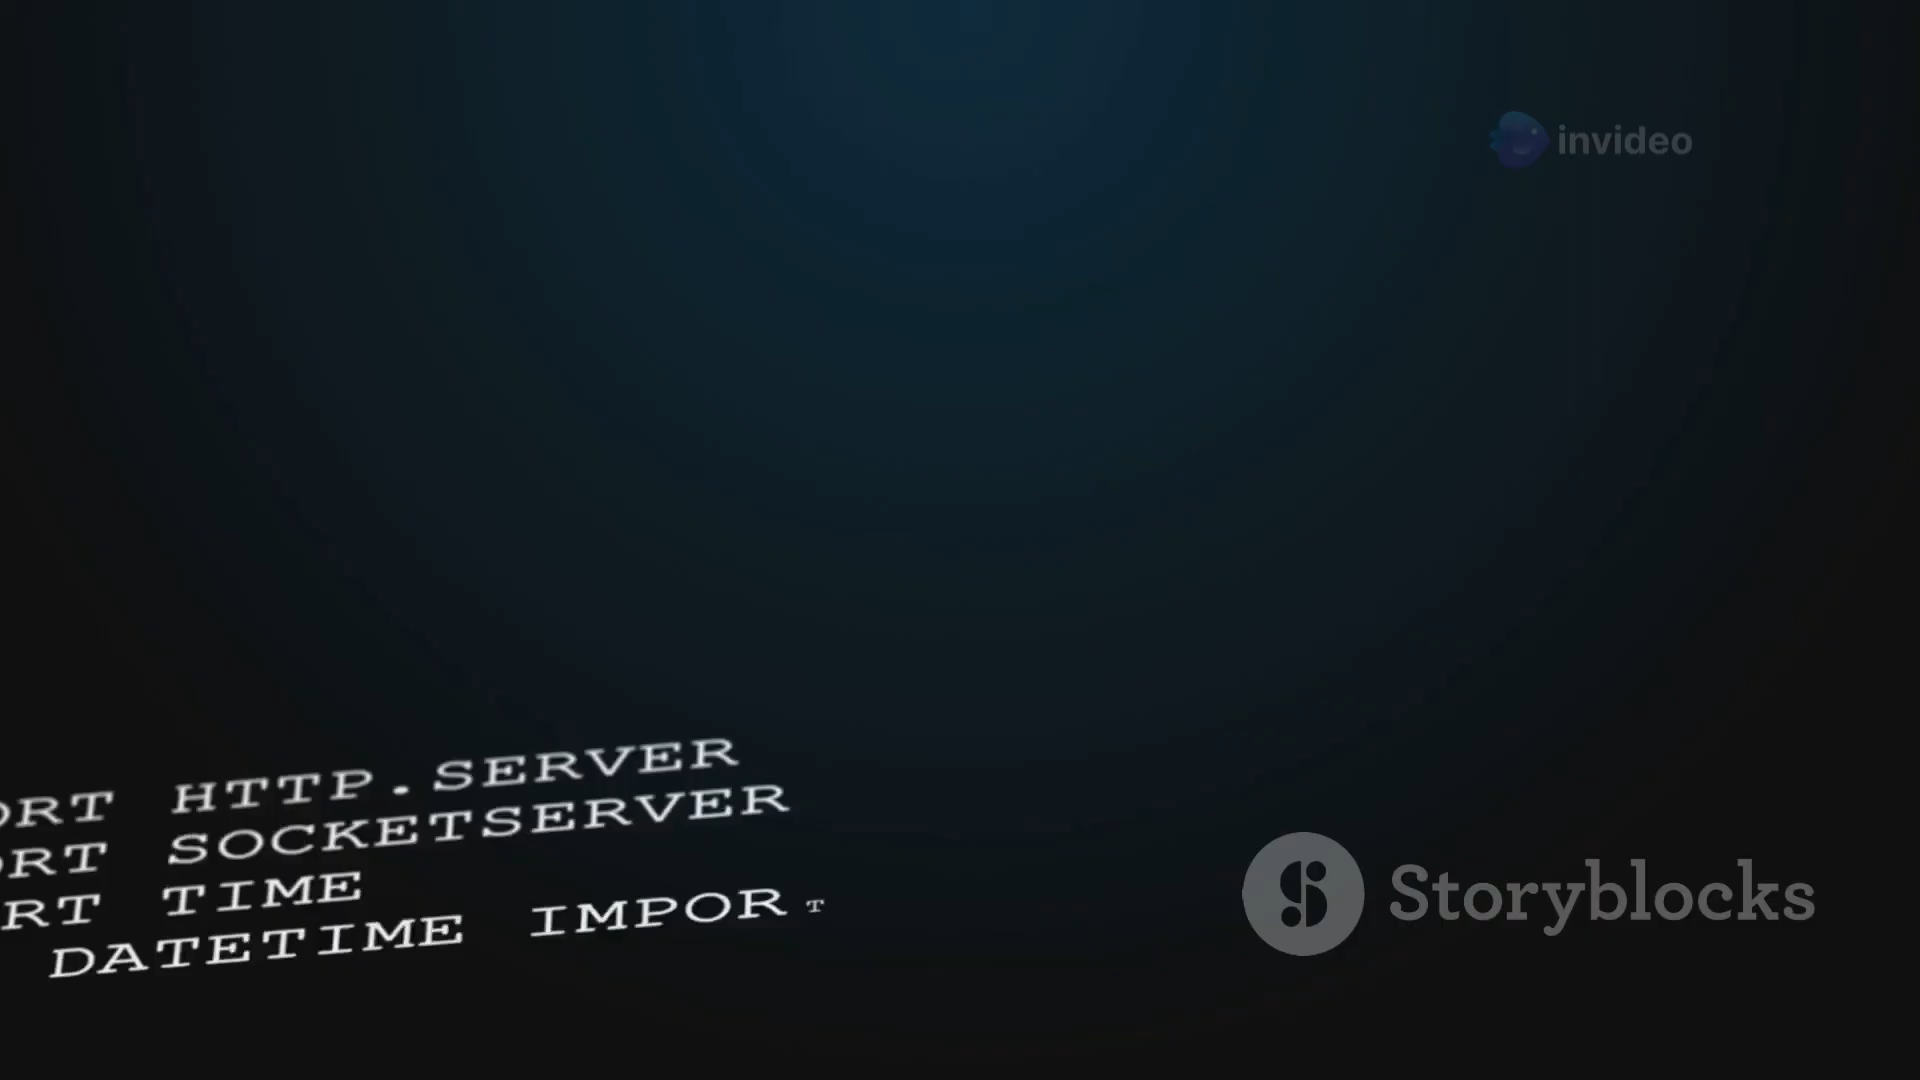 invideo
ORT HTTP.SERVER
ORT SOCKETSERVER
RT TIME
DATETIME IMPORT
Storyblocks